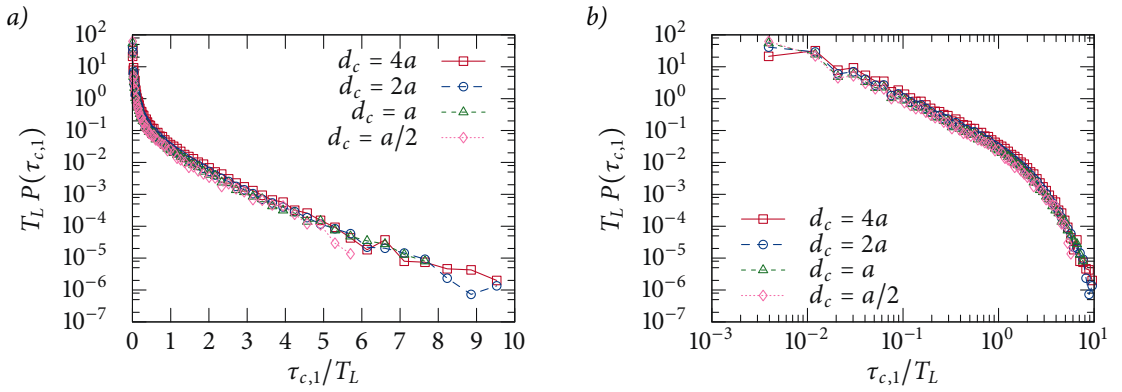 a)
T_L P(τ_{c,1})
10^2
10^1
10^0
10^{-1}
10^{-2}
10^{-3}
10^{-4}
10^{-5}
10^{-6}
10^{-7}
d_c = 4a
d_c = 2a
d_c = a
d_c = a/2
0 1 2 3 4 5 6 7 8 9 10
τ_{c,1}/T_L
b)
T_L P(τ_{c,1})
10^2
10^1
10^0
10^{-1}
10^{-2}
10^{-3}
10^{-4}
10^{-5}
10^{-6}
10^{-7}
d_c = 4a
d_c = 2a
d_c = a
d_c = a/2
10^{-3} 10^{-2} 10^{-1} 10^0 10^1
τ_{c,1}/T_L